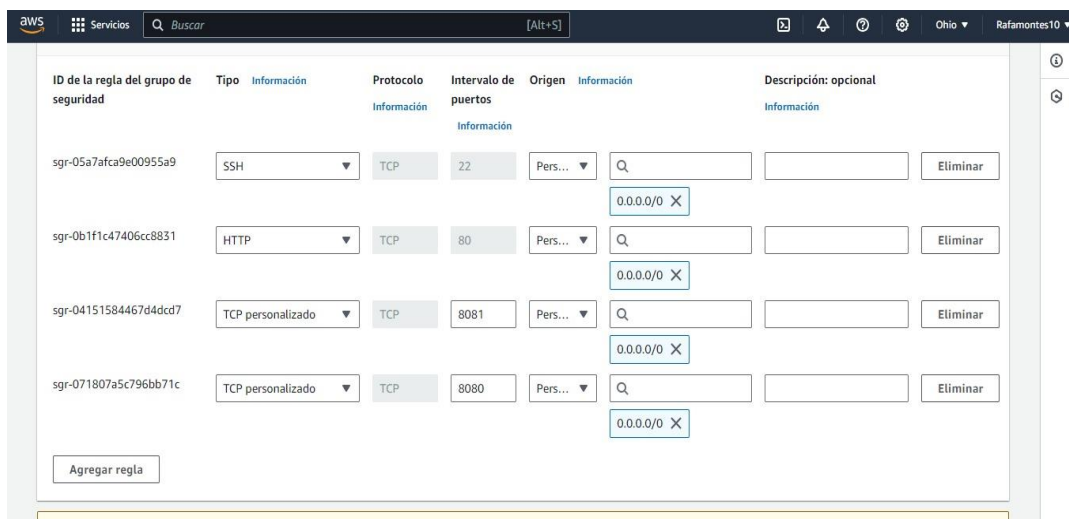 aws Servicios Buscar [Alt+S] Ohio Rafamontes10
ID de la regla del grupo de seguridad Tipo Información Protocolo Información Intervalo de puertos Información Origen Información Descripción: opcional Información
sgr-05a7afca9e00955a9 SSH TCP 22 Pers... Eliminar
0.0.0.0/0
sgr-0b1f1c47406cc8831 HTTP TCP 80 Pers... Eliminar
0.0.0.0/0
sgr-04151584467d4dcd7 TCP personalizado TCP 8081 Pers... Eliminar
0.0.0.0/0
sgr-071807a5c796bb71c TCP personalizado TCP 8080 Pers... Eliminar
0.0.0.0/0
Agregar regla